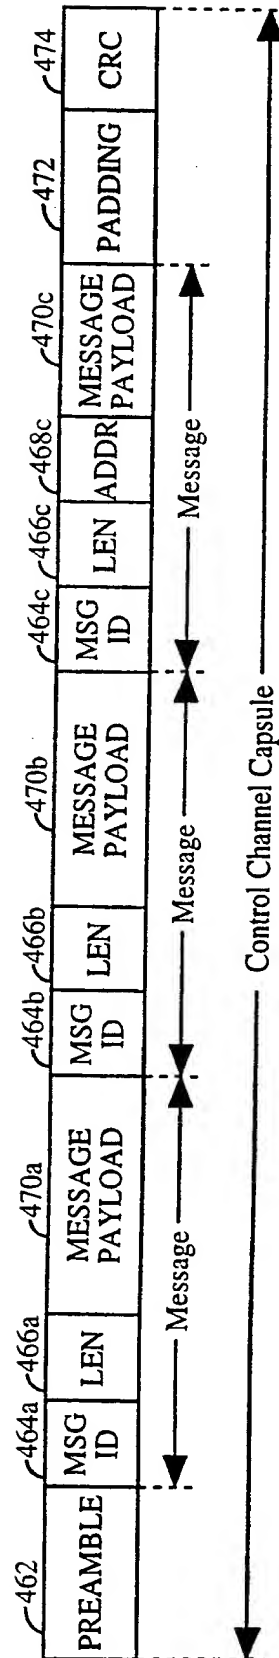 462
464a
466a
470a
464b
466b
470b
464c
466c
468c
470c
472
474
PREAMBLE
MSG
ID
LEN
MESSAGE
PAYLOAD
MSG
ID
LEN
MESSAGE
PAYLOAD
MSG
ID
LEN
ADDR
MESSAGE
PAYLOAD
PADDING
CRC
Message
Message
Message
Control Channel Capsule